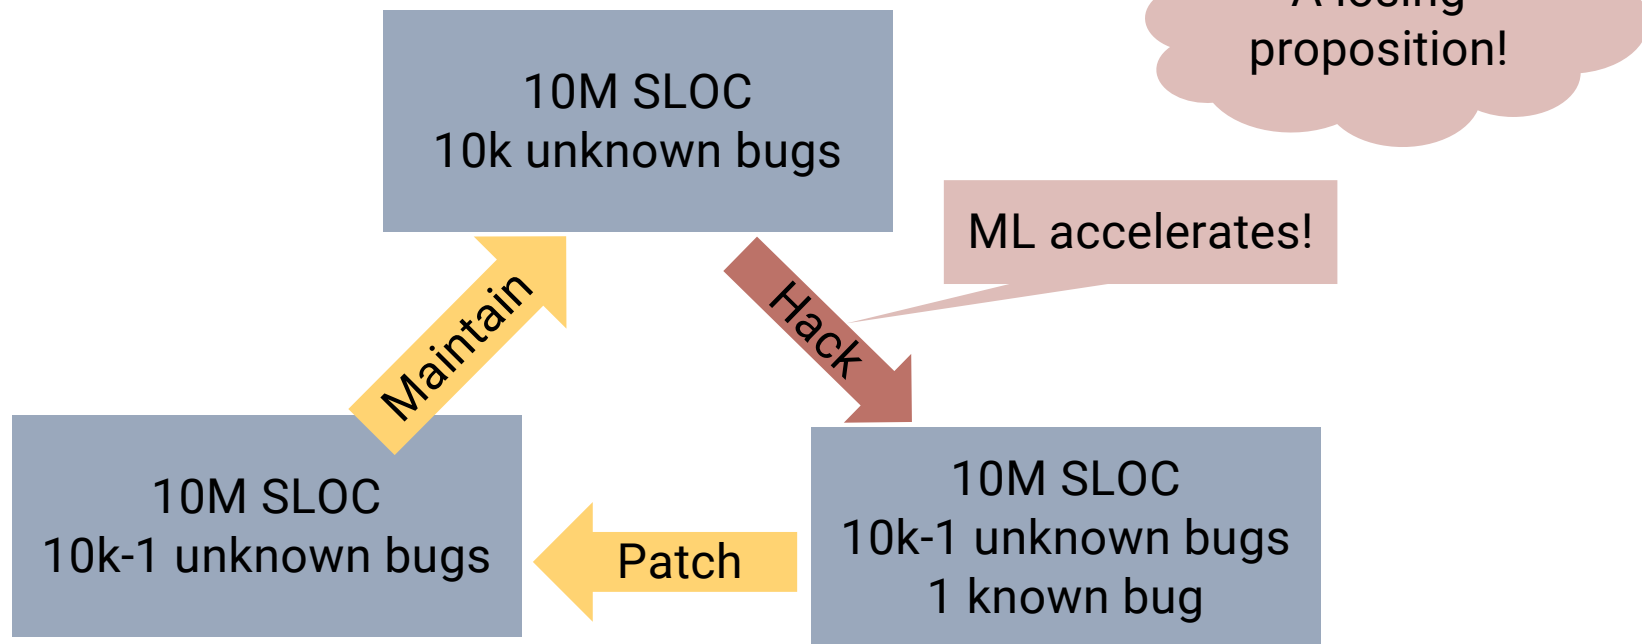 A losing
proposition!
10M SLOC
10k unknown bugs
ML accelerates!
Hack
Maintain
10M SLOC
10k-1 unknown bugs
1 known bug
Patch
10M SLOC
10k-1 unknown bugs